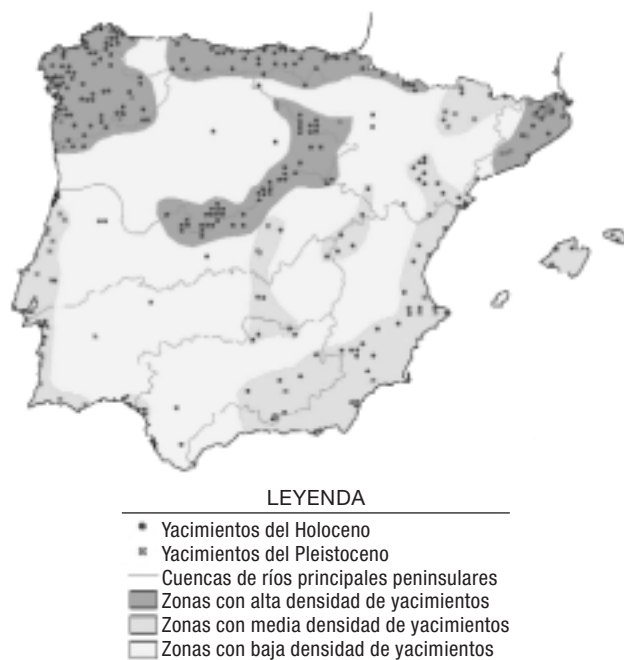 LEYENDA
Yacimientos del Holoceno
Yacimientos del Pleistoceno
Cuencas de ríos principales peninsulares
Zonas con alta densidad de yacimientos
Zonas con media densidad de yacimientos
Zonas con baja densidad de yacimientos